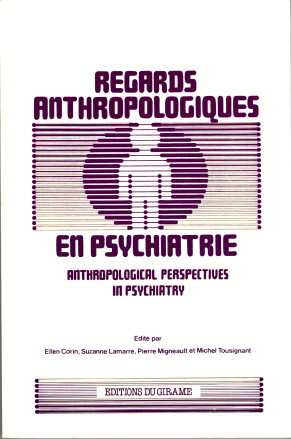 REGARDS
ANTHROPOLOGIQUES
EN PSYCHIATRIE
ANTHROPOLOGICAL PERSPECTIVES
IN PSYCHIATRY
Edité par
Ellen Corin, Suzanne Lamarre, Pierre Migneault et Michel Tousignant
EDITIONS DU GIRAME